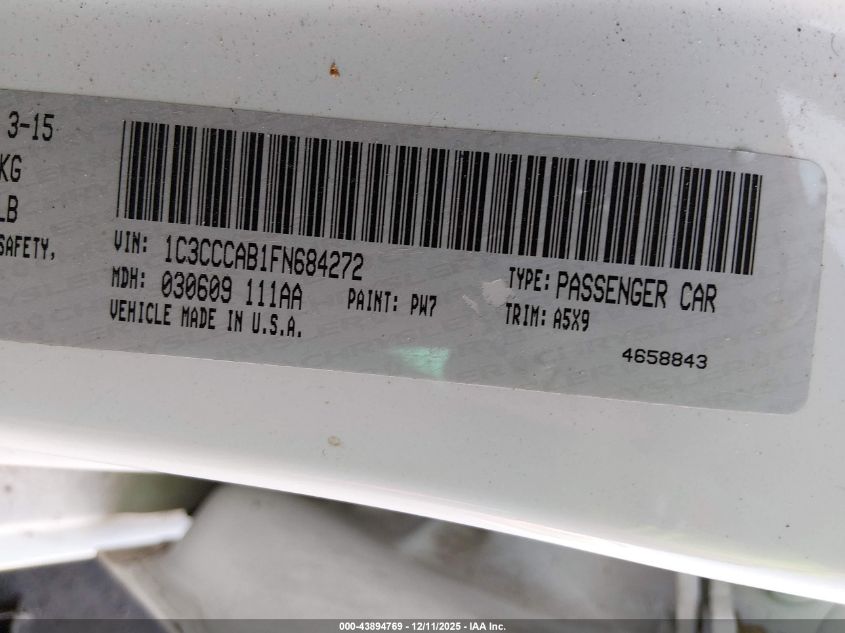 3-15
KG
LB
SAFETY,
VIN: 1C3CCCAB1FN684272
MDH: 030609 111AA
PAINT: PW7
VEHICLE MADE IN U.S.A.
TYPE: PASSENGER CAR
TRIM: A5X9
4658843
000-43894769 - 12/11/2025 - IAA Inc.